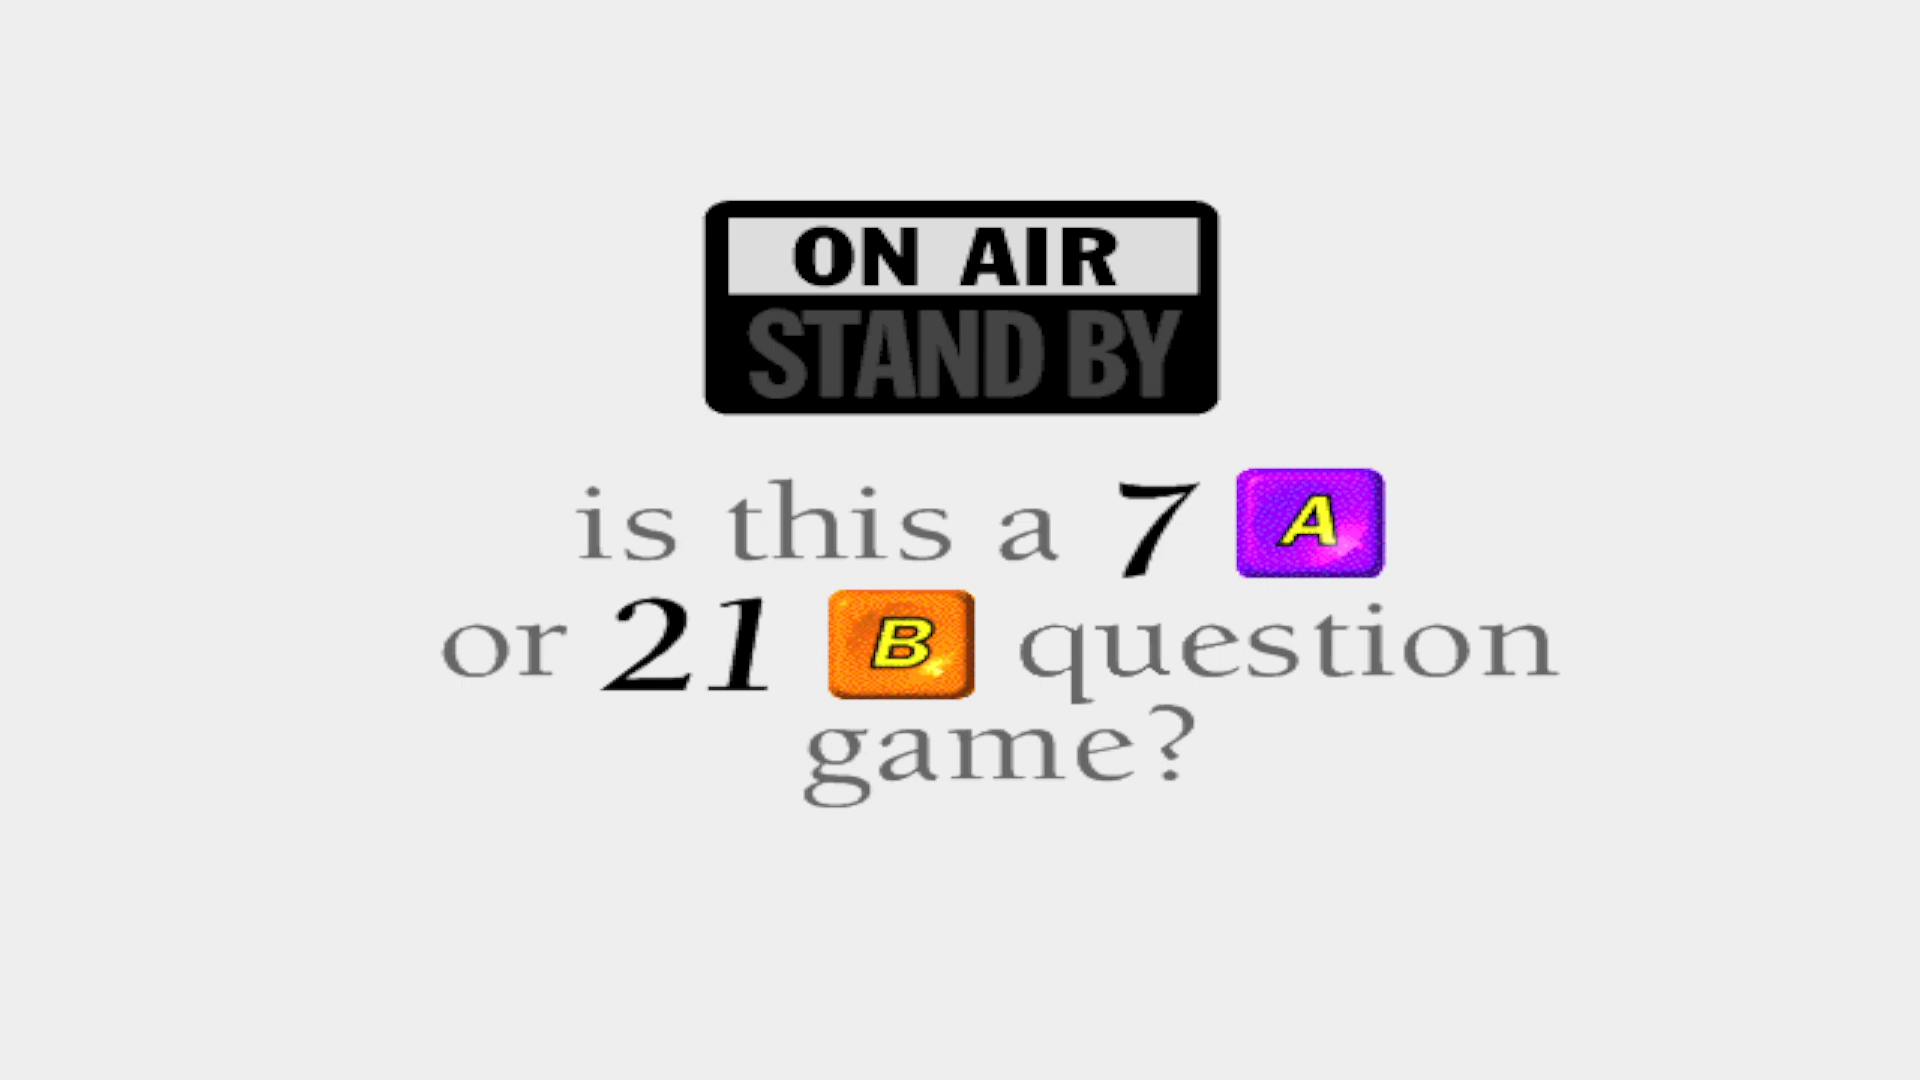 ON AIR
STAND BY
is this a 7 A
or 21 B question
game?